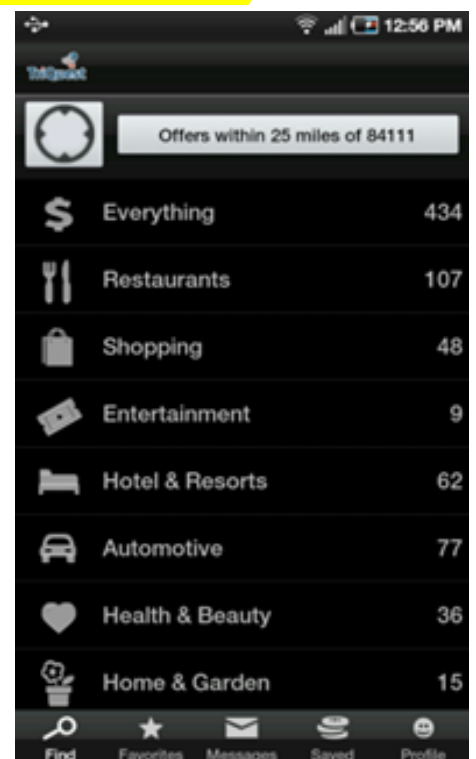 12:56 PM
TriQuest
Offers within 25 miles of 84111
Everything 434
Restaurants 107
Shopping 48
Entertainment 9
Hotel & Resorts 62
Automotive 77
Health & Beauty 36
Home & Garden 15
Find Favorites Messages Saved Profile